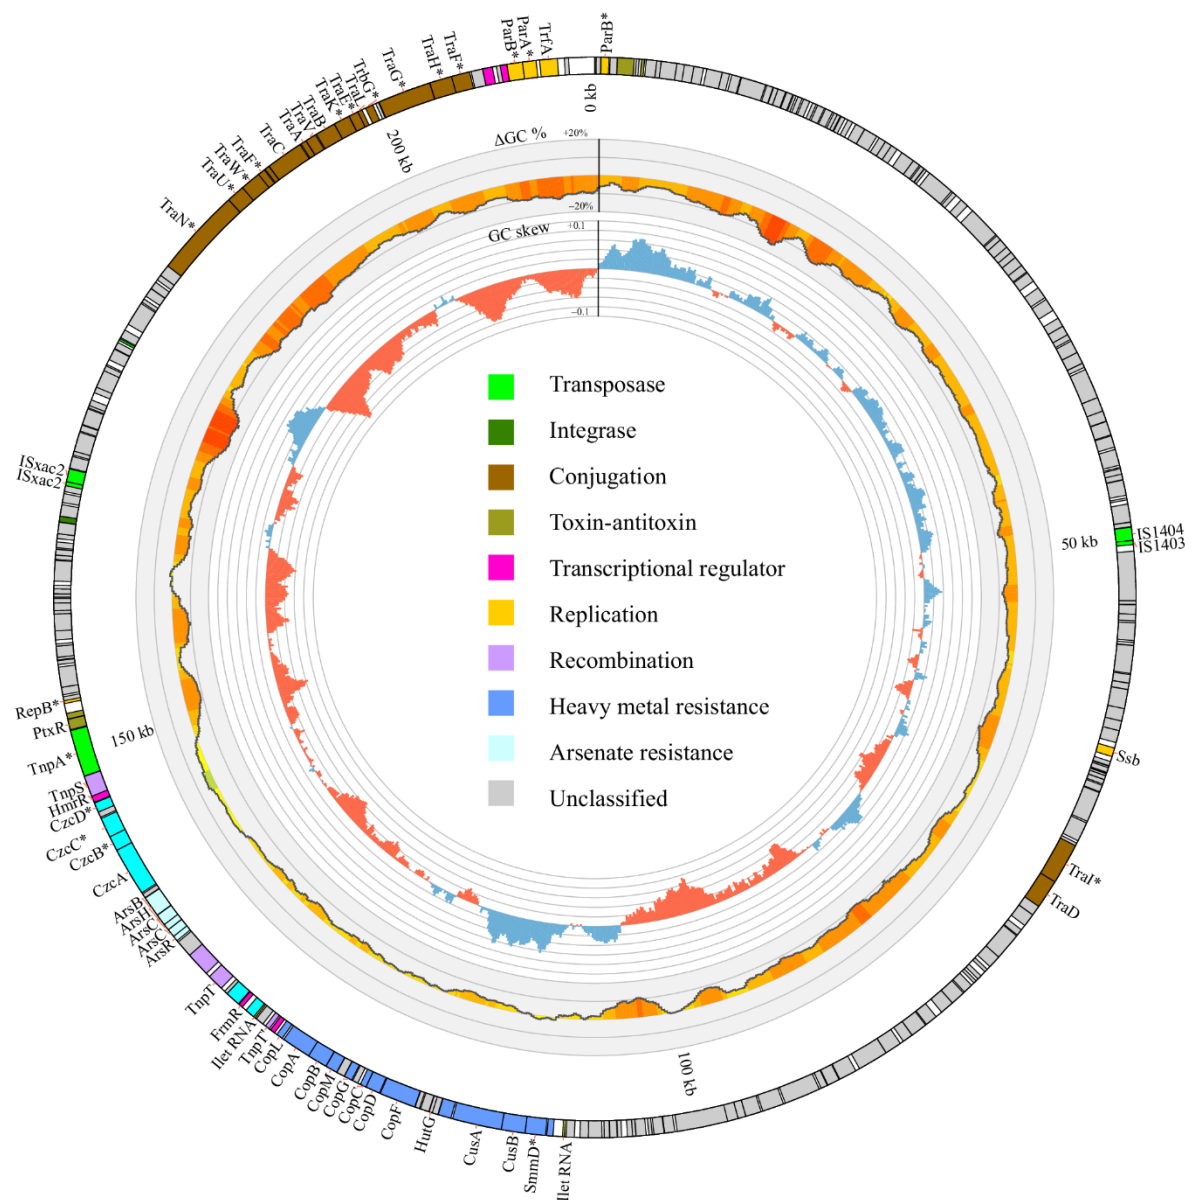 ParB*
TrfA
ParA*
ParB*
TraF*
TraH*
TraG*
TrbG*
TraL
TraE*
TraK*
TraB
TraV
TraA
TraC
TraF*
TraW*
TraU*
TraN*
0 kb
200 kb
ΔGC %
+20%
−20%
GC skew
+0.1
−0.1
Transposase
Integrase
Conjugation
Toxin-antitoxin
Transcriptional regulator
Replication
Recombination
Heavy metal resistance
Arsenate resistance
Unclassified
ISxac2
ISxac2
IS1404
IS1403
50 kb
Ssb
TraI*
TraD
100 kb
150 kb
RepB*
PtxR
TnpA*
TnpS
HmrR
CzcD*
CzcC*
CzcB*
CzcA
ArsB
ArsH
ArsC
ArsC
ArsR
TnpT
FrmR
Ilet RNA
TnpT
CopL
CopA
CopB
CopM
CopG
CopC
CopD
CopF
HutG
CusA
CusB
SmmD*
Ilet RNA